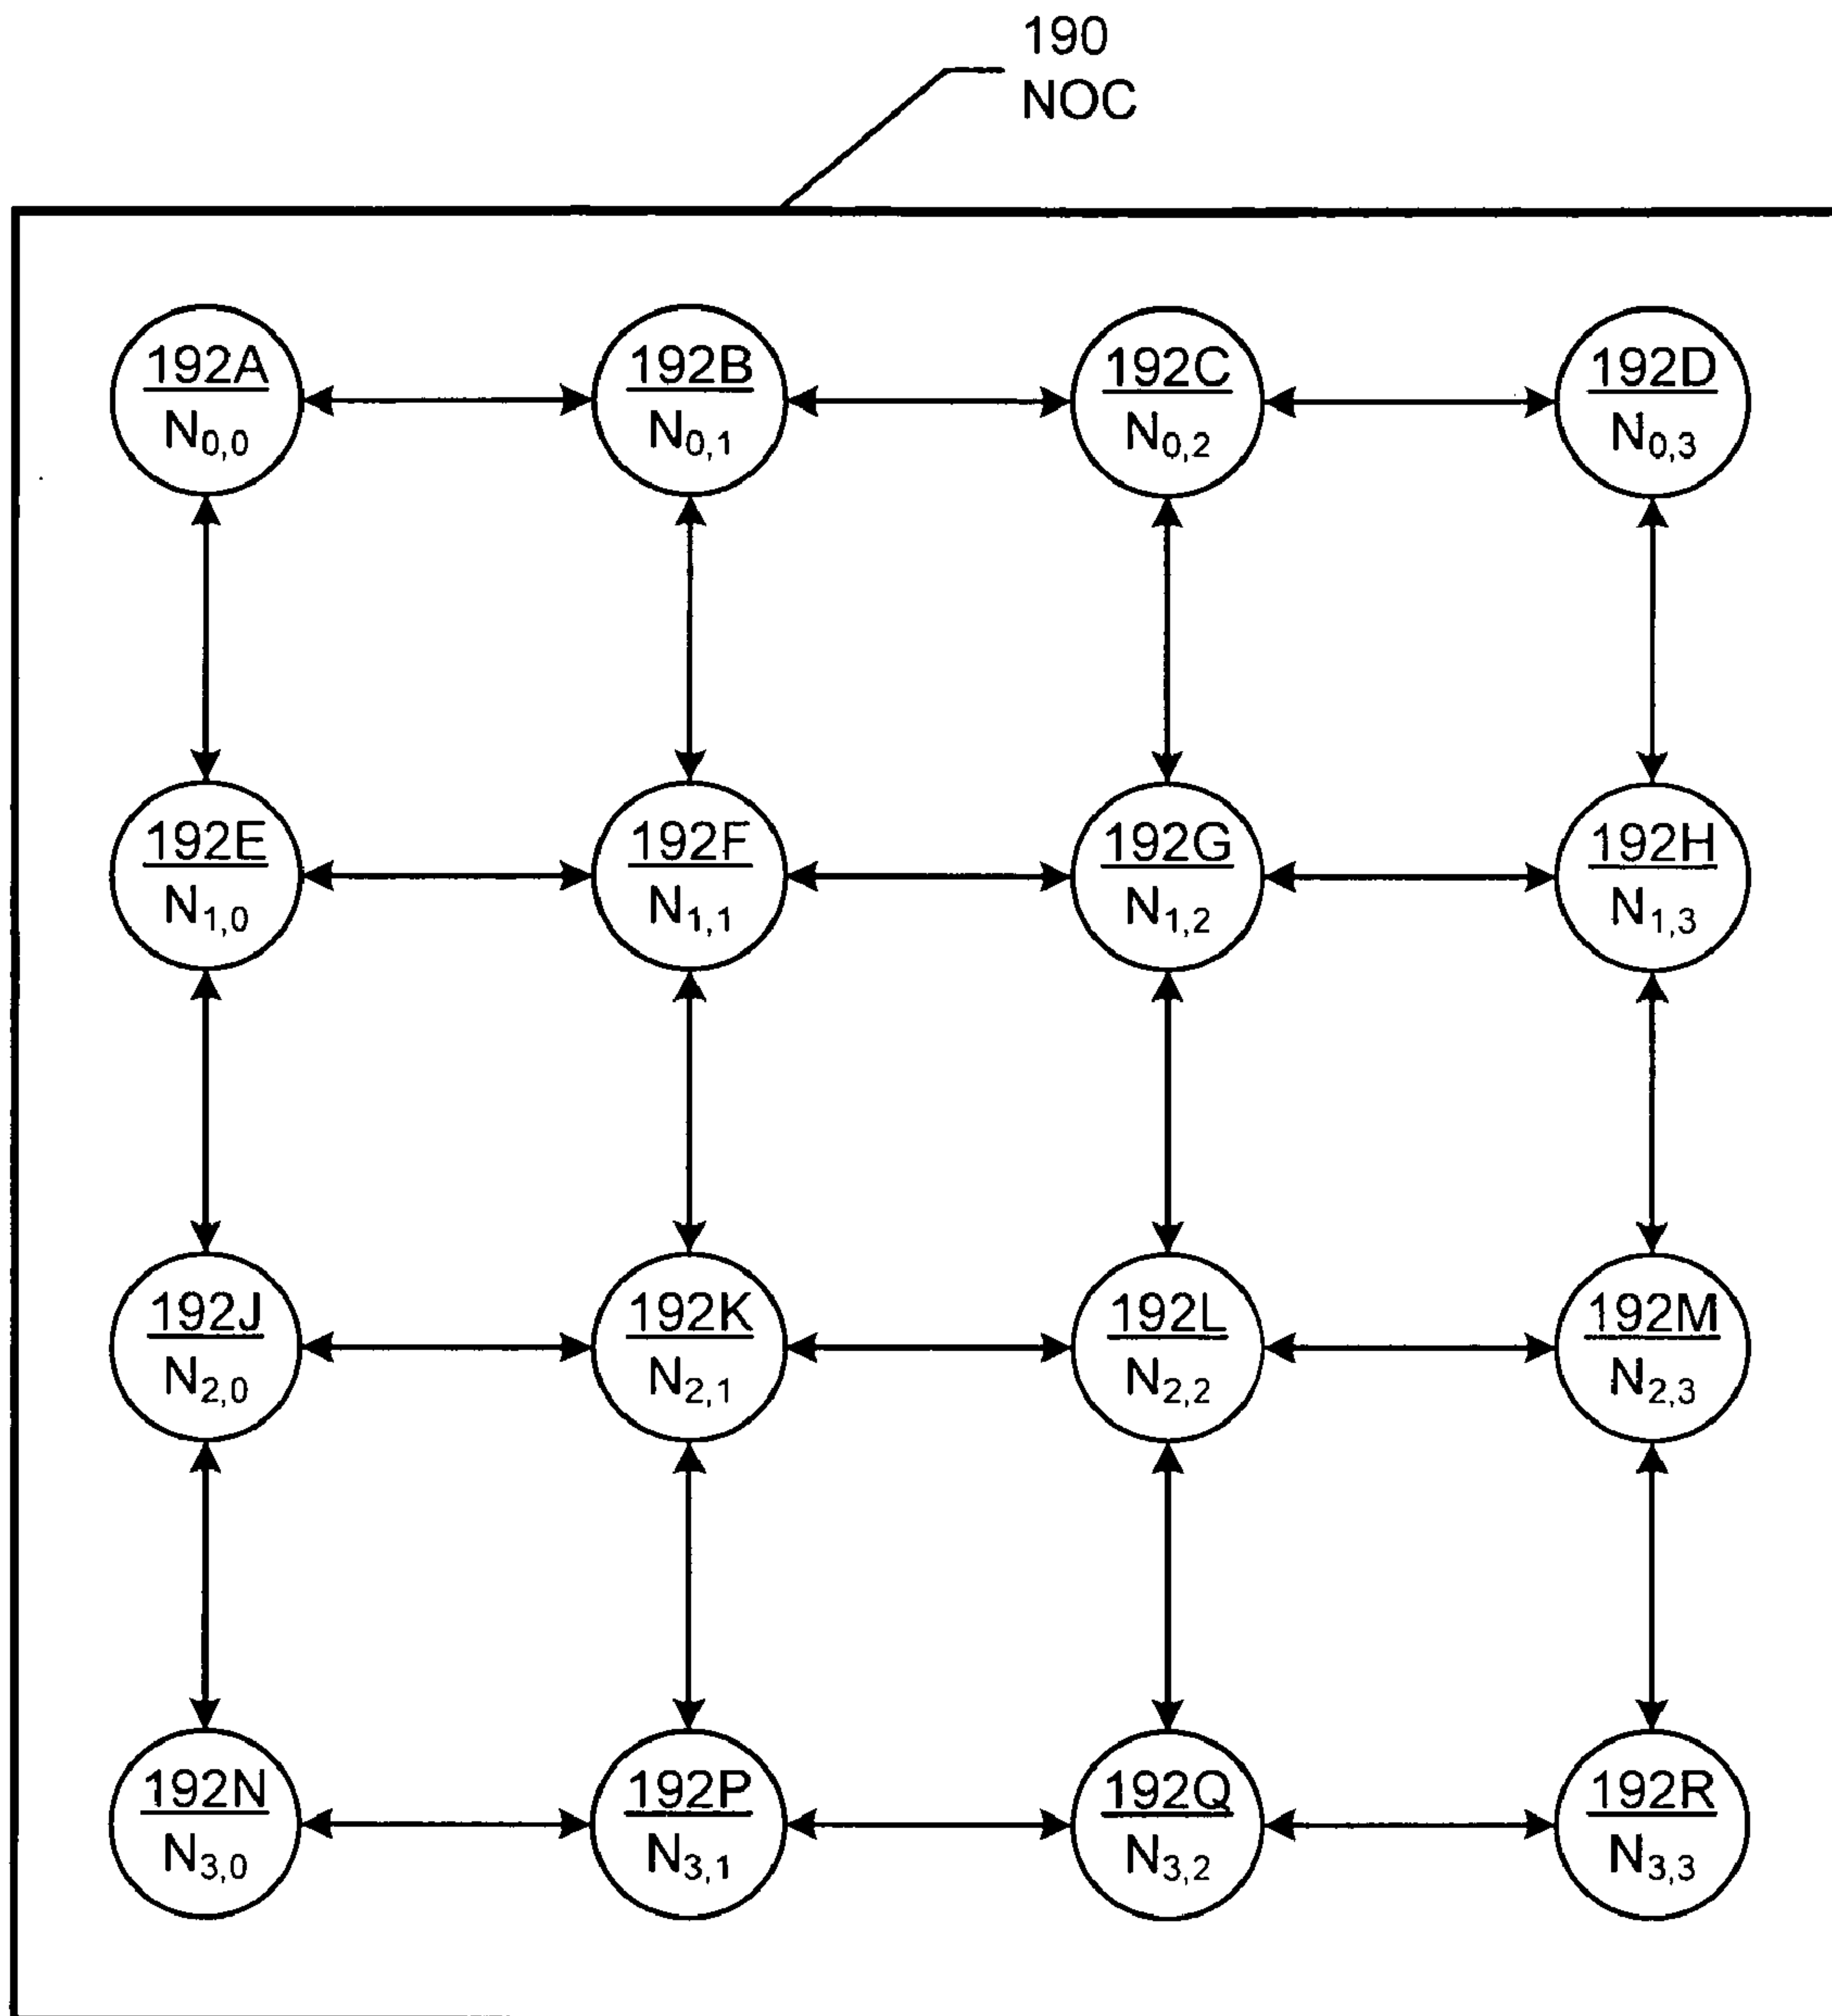 190
NOC
192A 192B 192C 192D
N0,0 N0,1 N0,2 N0,3
192E 192F 192G 192H
N1,0 N1,1 N1,2 N1,3
192J 192K 192L 192M
N2,0 N2,1 N2,2 N2,3
192N 192P 192Q 192R
N3,0 N3,1 N3,2 N3,3